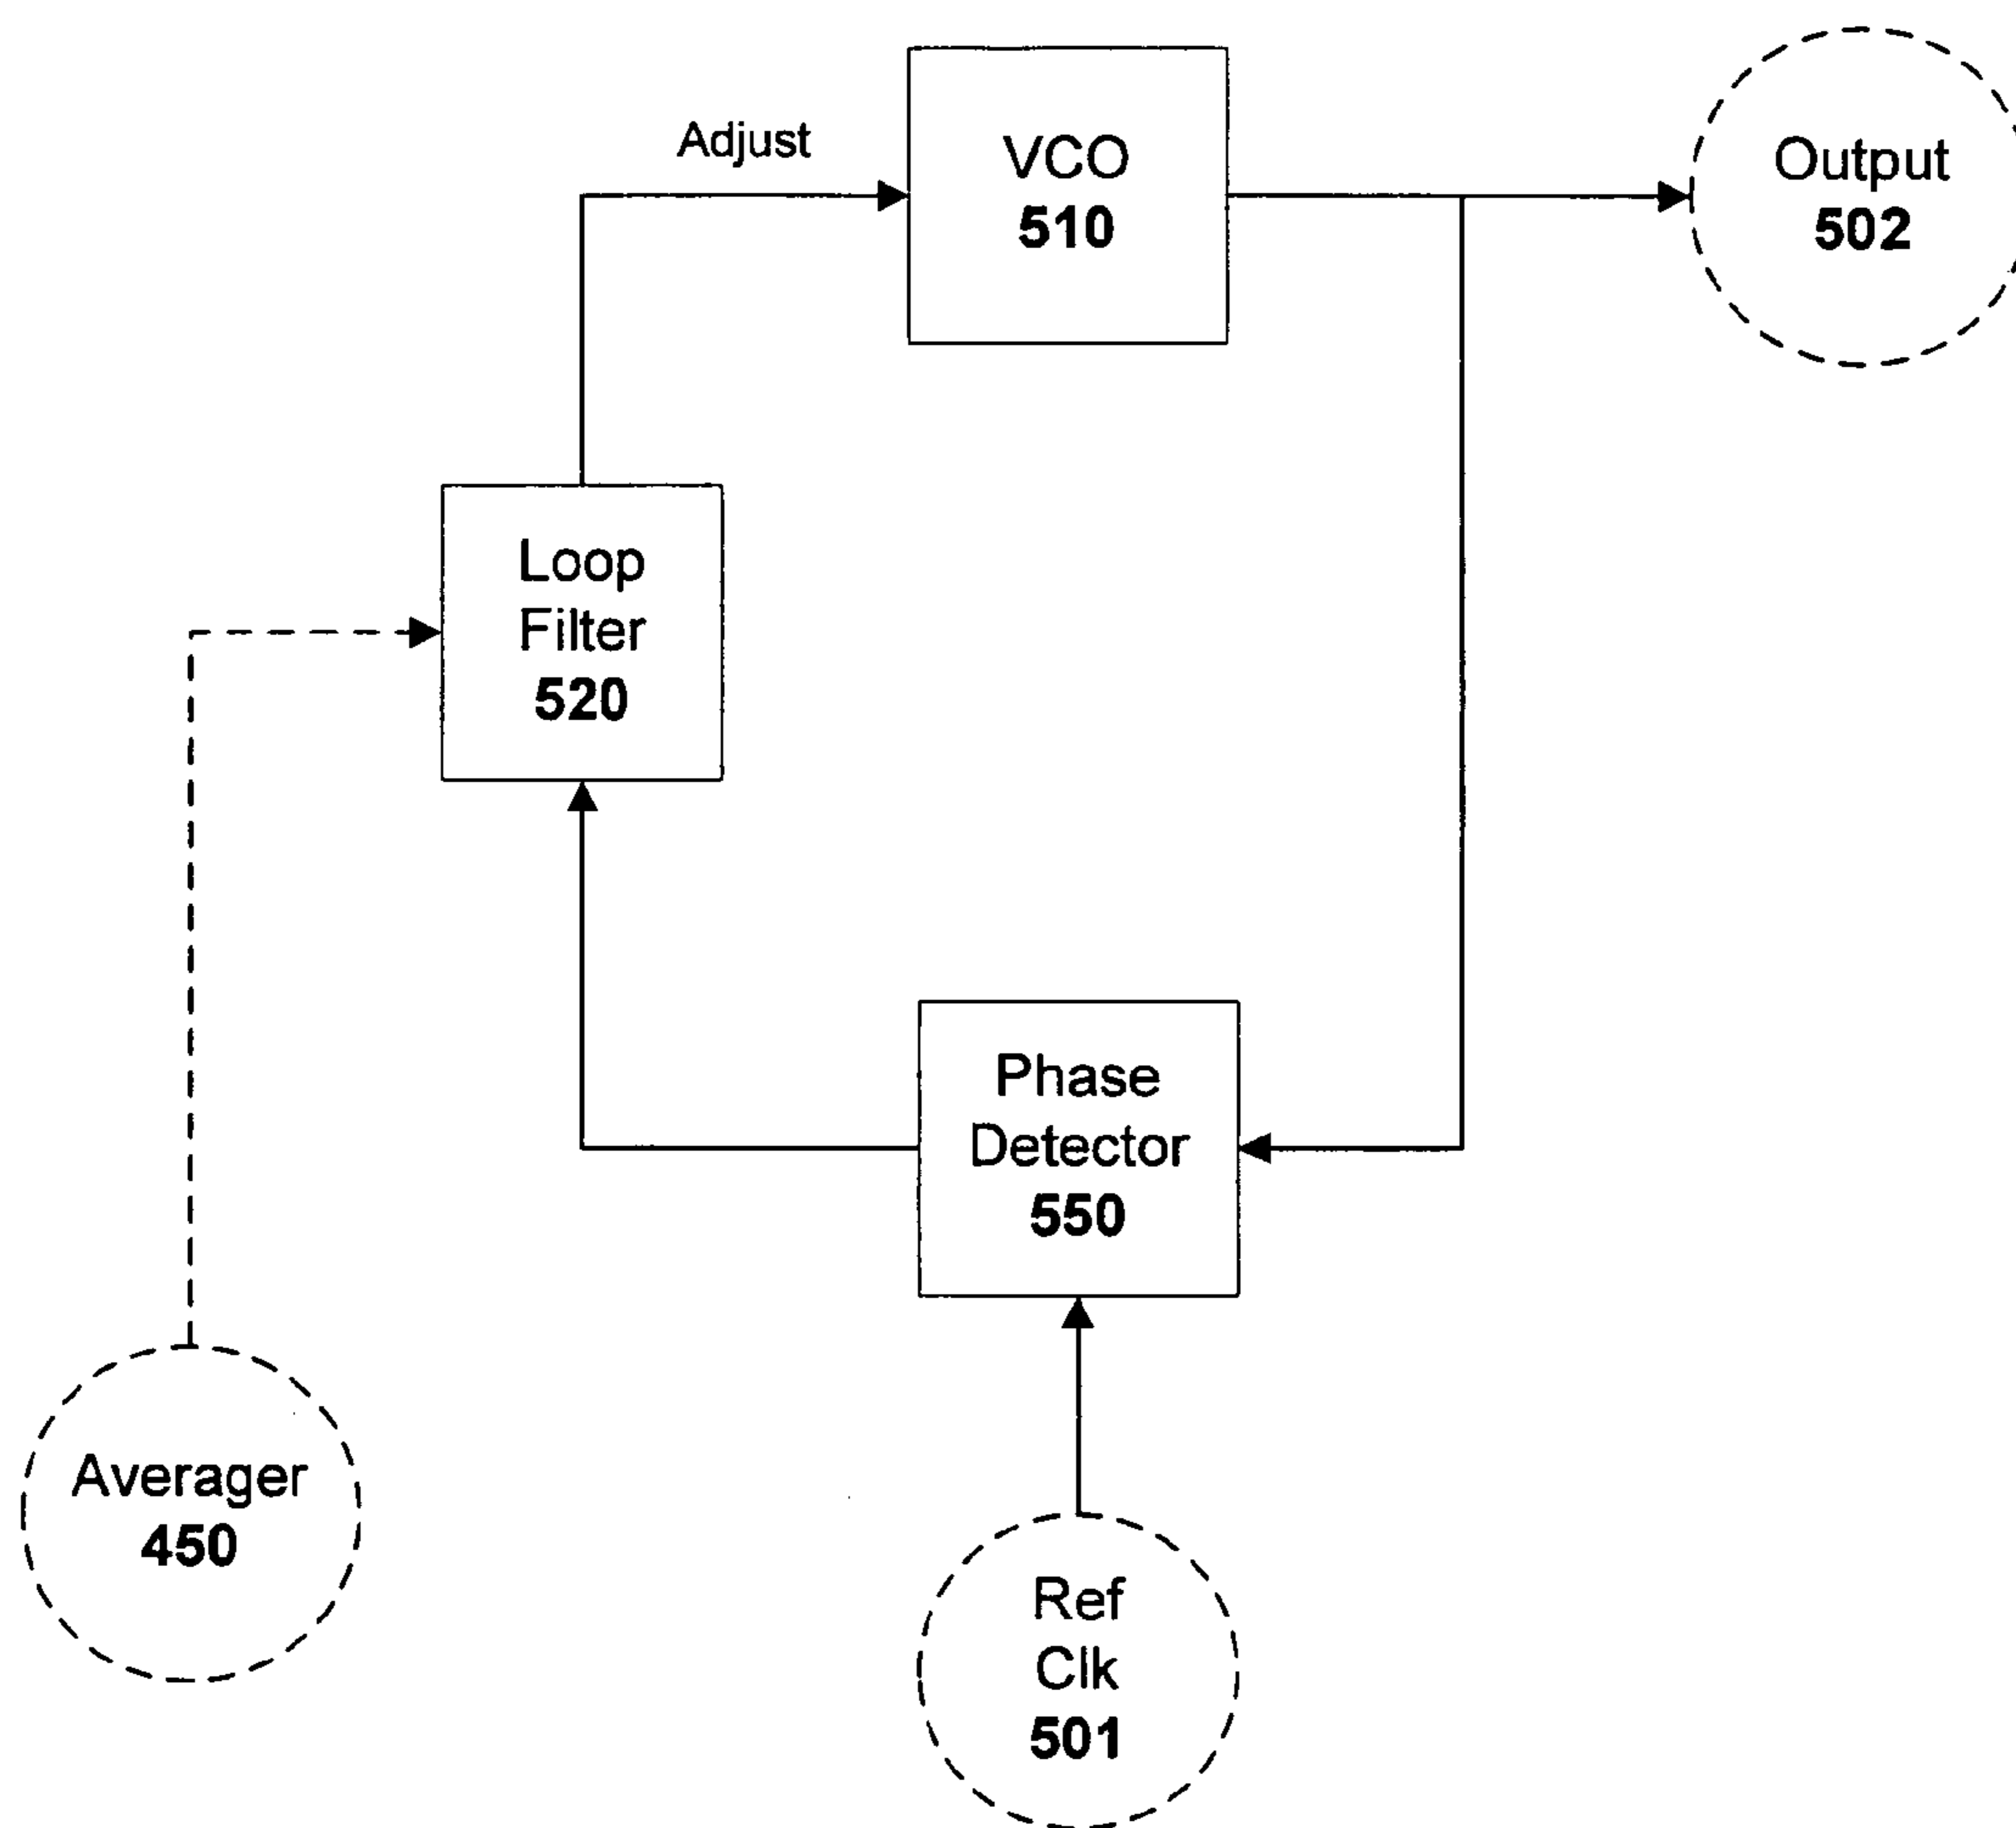 Adjust
VCO
510
Output
502
Loop
Filter
520
Phase
Detector
550
Averager
450
Ref
Clk
501